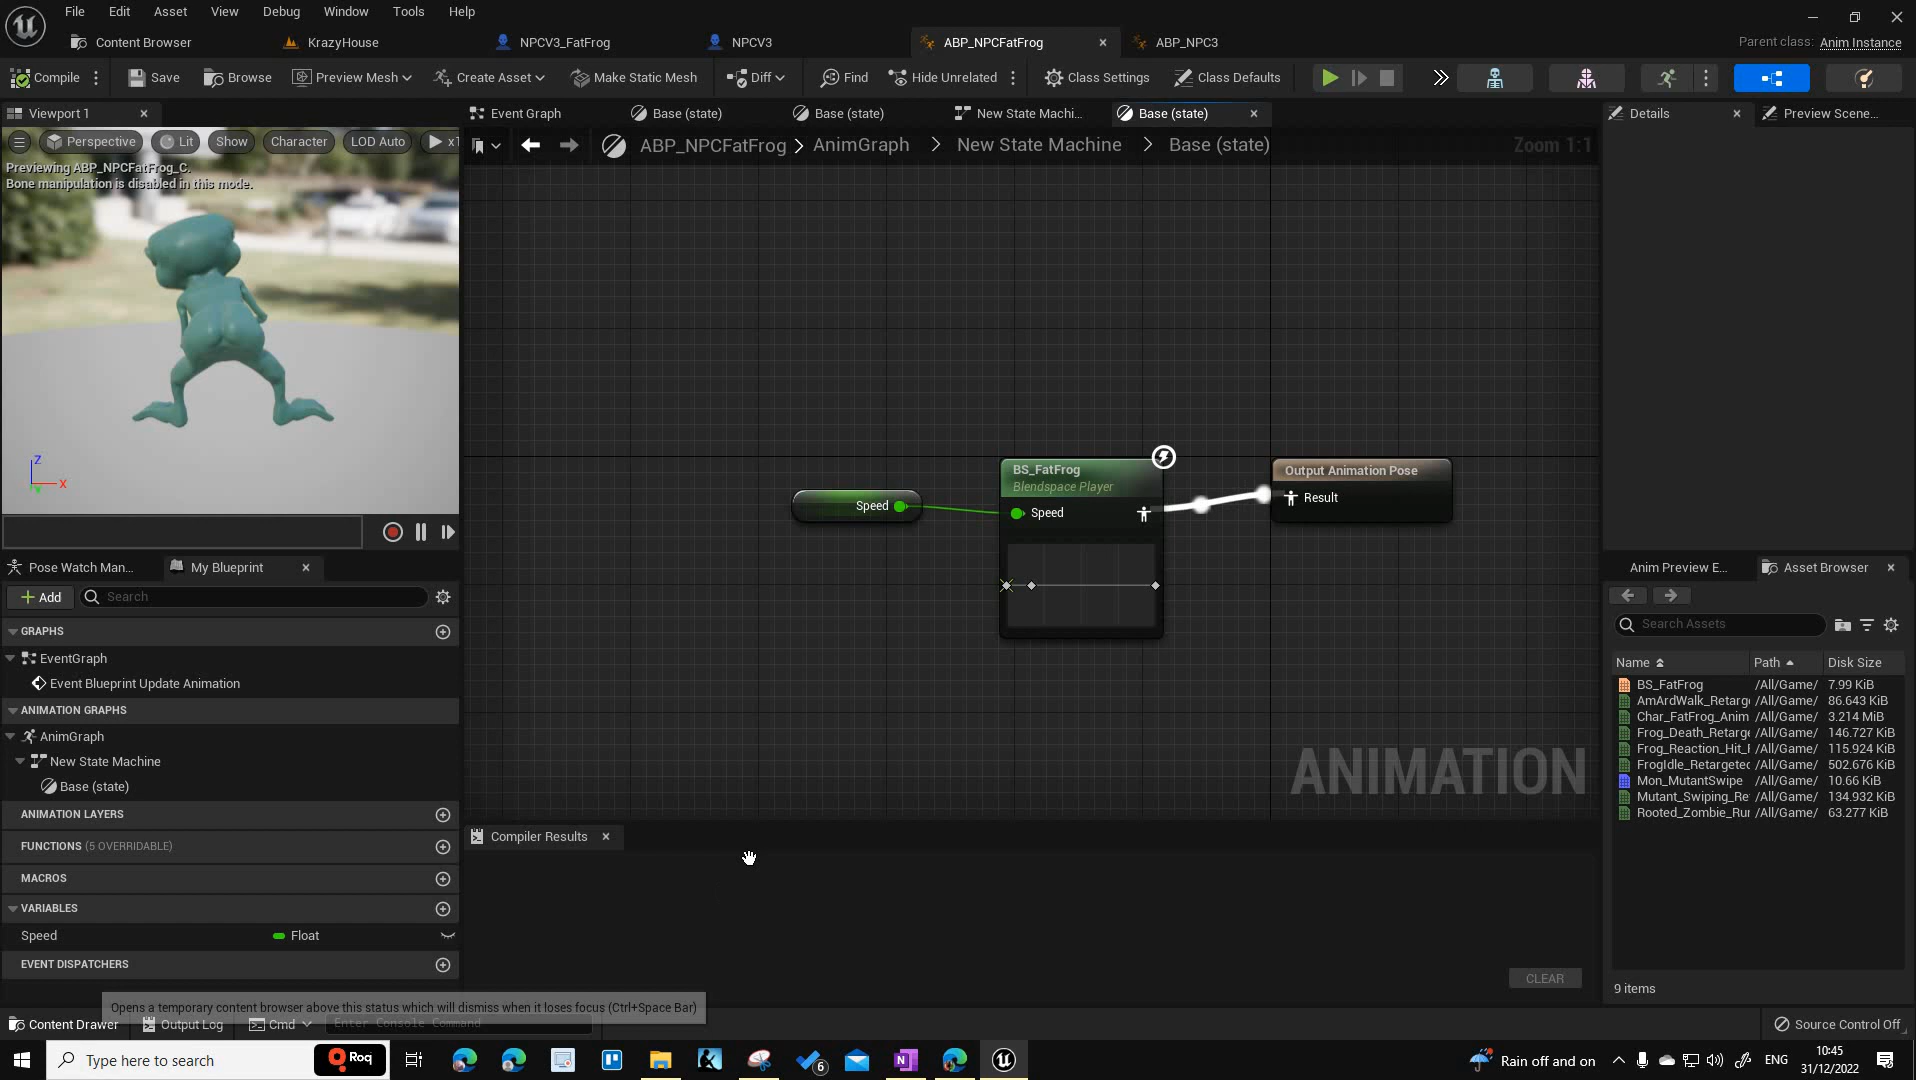 File Edit Asset View Debug Window Tools Help
Content Browser KrazyHouse NPCV3_FatFrog NPCV3 ABP_NPCFatFrog ABP_NPC3 Parent class: Anim Instance
Compile Save Browse Preview Mesh Create Asset Make Static Mesh Diff Find Hide Unrelated Class Settings Class Defaults
Viewport 1 Event Graph Base (state) Base (state) New State Machi... Base (state) Details Preview Scene...
Perspective Lit Show Character LOD Auto
ABP_NPCFatFrog > AnimGraph > New State Machine > Base (state) Zoom 1:1
Previewing ABP_NPCFatFrog_C.
Bone manipulation is disabled in this mode.
BS_FatFrog
Blendspace Player
Output Animation Pose
Speed
Speed
Result
Z
X
Pose Watch Man... My Blueprint
Add Search
GRAPHS
EventGraph
Event Blueprint Update Animation
ANIMATION GRAPHS
AnimGraph
New State Machine
Base (state)
ANIMATION LAYERS
FUNCTIONS (5 OVERRIDABLE)
MACROS
VARIABLES
Speed Float
EVENT DISPATCHERS
ANIMATION
Compiler Results
CLEAR
Anim Preview E... Asset Browser
Search Assets
Name Path Disk Size
BS_FatFrog /All/Game/ 7.99 KiB
AmArdWalk_Retarg /All/Game/ 86.643 KiB
Char_FatFrog_Anim /All/Game/ 3.214 MiB
Frog_Death_Retarge /All/Game/ 146.727 KiB
Frog_Reaction_Hit_ /All/Game/ 115.924 KiB
FrogIdle_Retargeted /All/Game/ 502.676 KiB
Mon_MutantSwipe /All/Game/ 10.66 KiB
Mutant_Swiping_Re /All/Game/ 134.932 KiB
Rooted_Zombie_Rur /All/Game/ 63.277 KiB
9 items
Opens a temporary content browser above this status which will dismiss when it loses focus (Ctrl+Space Bar)
Content Drawer Output Log Cmd Enter Console Command Source Control Off
Type here to search Roq 6 Rain off and on ENG 10:45
31/12/2022